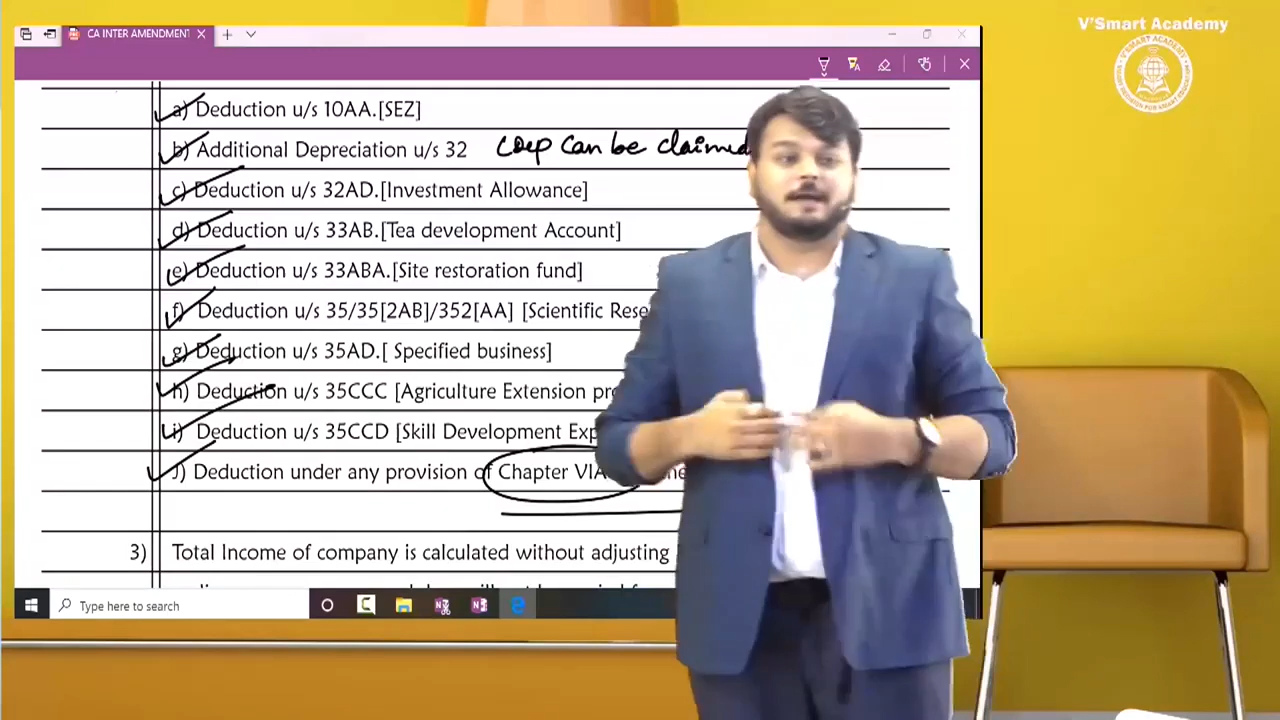 V'Smart Academy
CA INTER AMENDMENT
a) Deduction u/s 10AA.[SEZ]
b) Additional Depreciation u/s 32 can be claimed
c) Deduction u/s 32AD.[Investment Allowance]
d) Deduction u/s 33AB.[Tea development Account]
e) Deduction u/s 33ABA.[Site restoration fund]
f) Deduction u/s 35/35[2AB]/352[AA] [Scientific Rese
g) Deduction u/s 35AD.[ Specified business]
h) Deduction u/s 35CCC [Agriculture Extension pro
i) Deduction u/s 35CCD [Skill Development Exp
J) Deduction under any provision of Chapter VIA
3) Total Income of company is calculated without adjusting
Type here to search